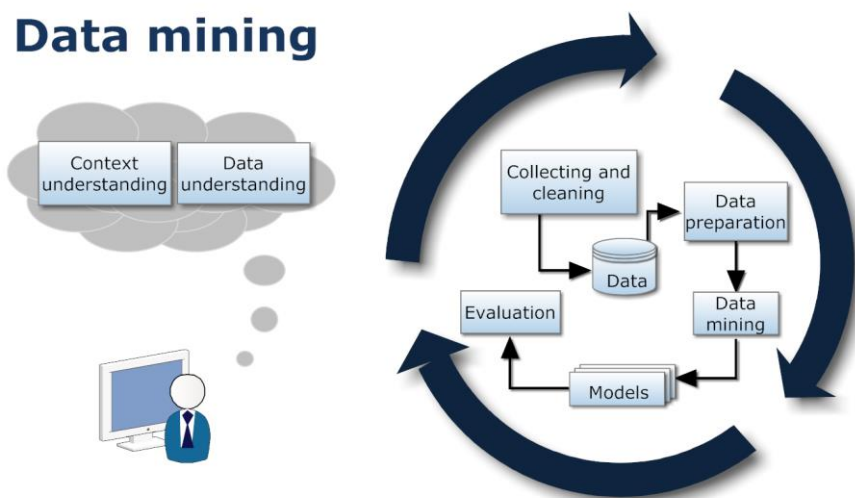 Data mining
Context
understanding
Data
understanding
Collecting and
cleaning
Data
Data
preparation
Data
mining
Models
Evaluation